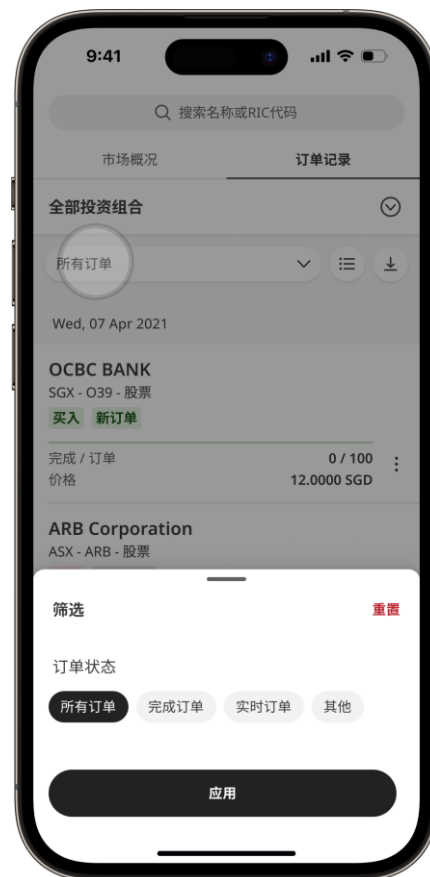 9:41
搜索名称或RIC代码
市场概况 订单记录
全部投资组合
所有订单
Wed, 07 Apr 2021
OCBC BANK
SGX - O39 - 股票
买入 新订单
完成 / 订单 0 / 100
价格 12.0000 SGD
ARB Corporation
ASX - ARB - 股票
筛选 重置
订单状态
所有订单 完成订单 实时订单 其他
应用